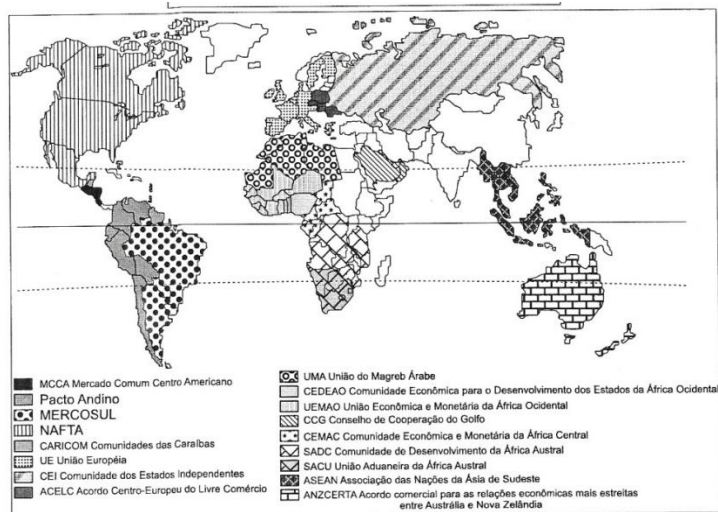 MCCA Mercado Comum Centro Americano
Pacto Andino
MERCOSUL
NAFTA
CARICOM Comunidades das Caraíbas
UE União Européia
CEI Comunidade dos Estados Independentes
ACELC Acordo Centro-Europeu do Livre Comércio
UMA União do Magreb Árabe
CEDEAO Comunidade Econômica para o Desenvolvimento dos Estados da África Ocidental
UEMAO União Econômica e Monetária da África Ocidental
CCG Conselho de Cooperação do Golfo
CEMAC Comunidade Econômica e Monetária da África Central
SADC Comunidade de Desenvolvimento da África Austral
SACU União Aduaneira da África Austral
ASEAN Associação das Nações da Ásia de Sudeste
ANZCERTA Acordo comercial para as relações econômicas mais estreitas
entre Austrália e Nova Zelândia